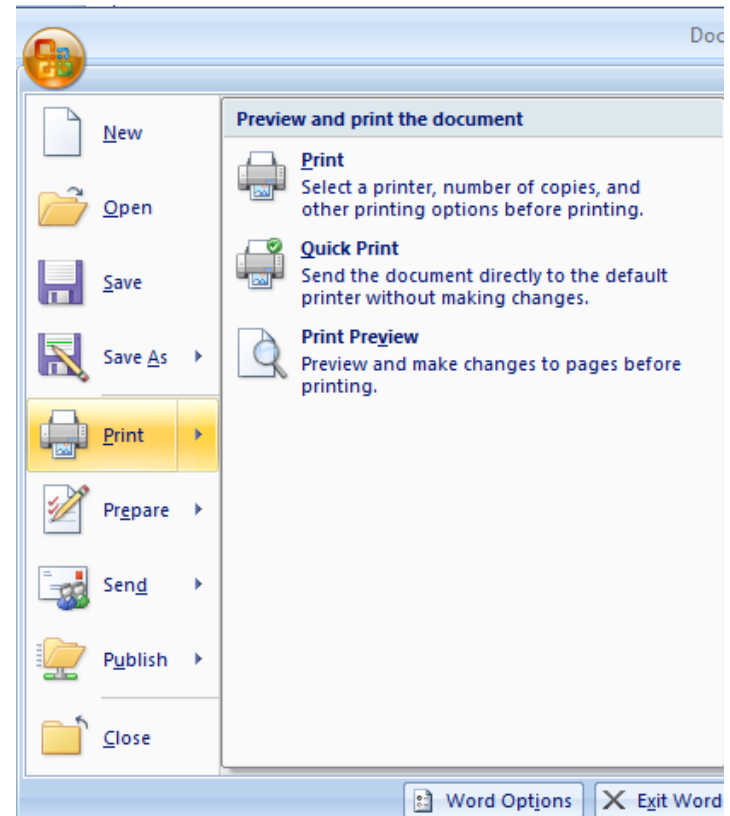 Doc
New
Open
Save
Save As
Print
Prepare
Send
Publish
Close
Preview and print the document
Print
Select a printer, number of copies, and
other printing options before printing.
Quick Print
Send the document directly to the default
printer without making changes.
Print Preview
Preview and make changes to pages before
printing.
Word Options
Exit Word